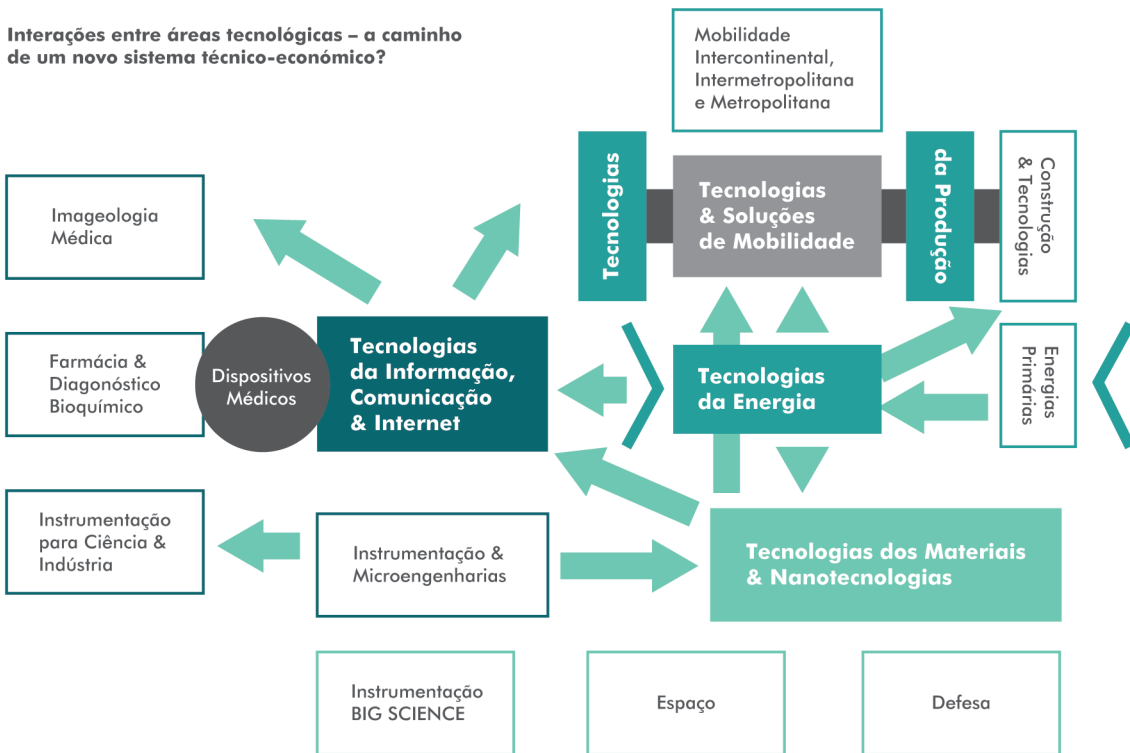 Interações entre áreas tecnológicas – a caminho
de um novo sistema técnico-económico?
Mobilidade
Intercontinental,
Intermetropolitana
e Metropolitana
Tecnologias
Tecnologias
& Soluções
de Mobilidade
da Produção
Construção
& Tecnologias
Imageologia
Médica
Farmácia &
Diagonóstico
Bioquímico
Dispositivos
Médicos
Tecnologias
da Informação,
Comunicação
& Internet
Tecnologias
da Energia
Energias
Primárias
Instrumentação
para Ciência &
Indústria
Instrumentação &
Microengenharias
Tecnologias dos Materiais
& Nanotecnologias
Instrumentação
BIG SCIENCE
Espaço
Defesa